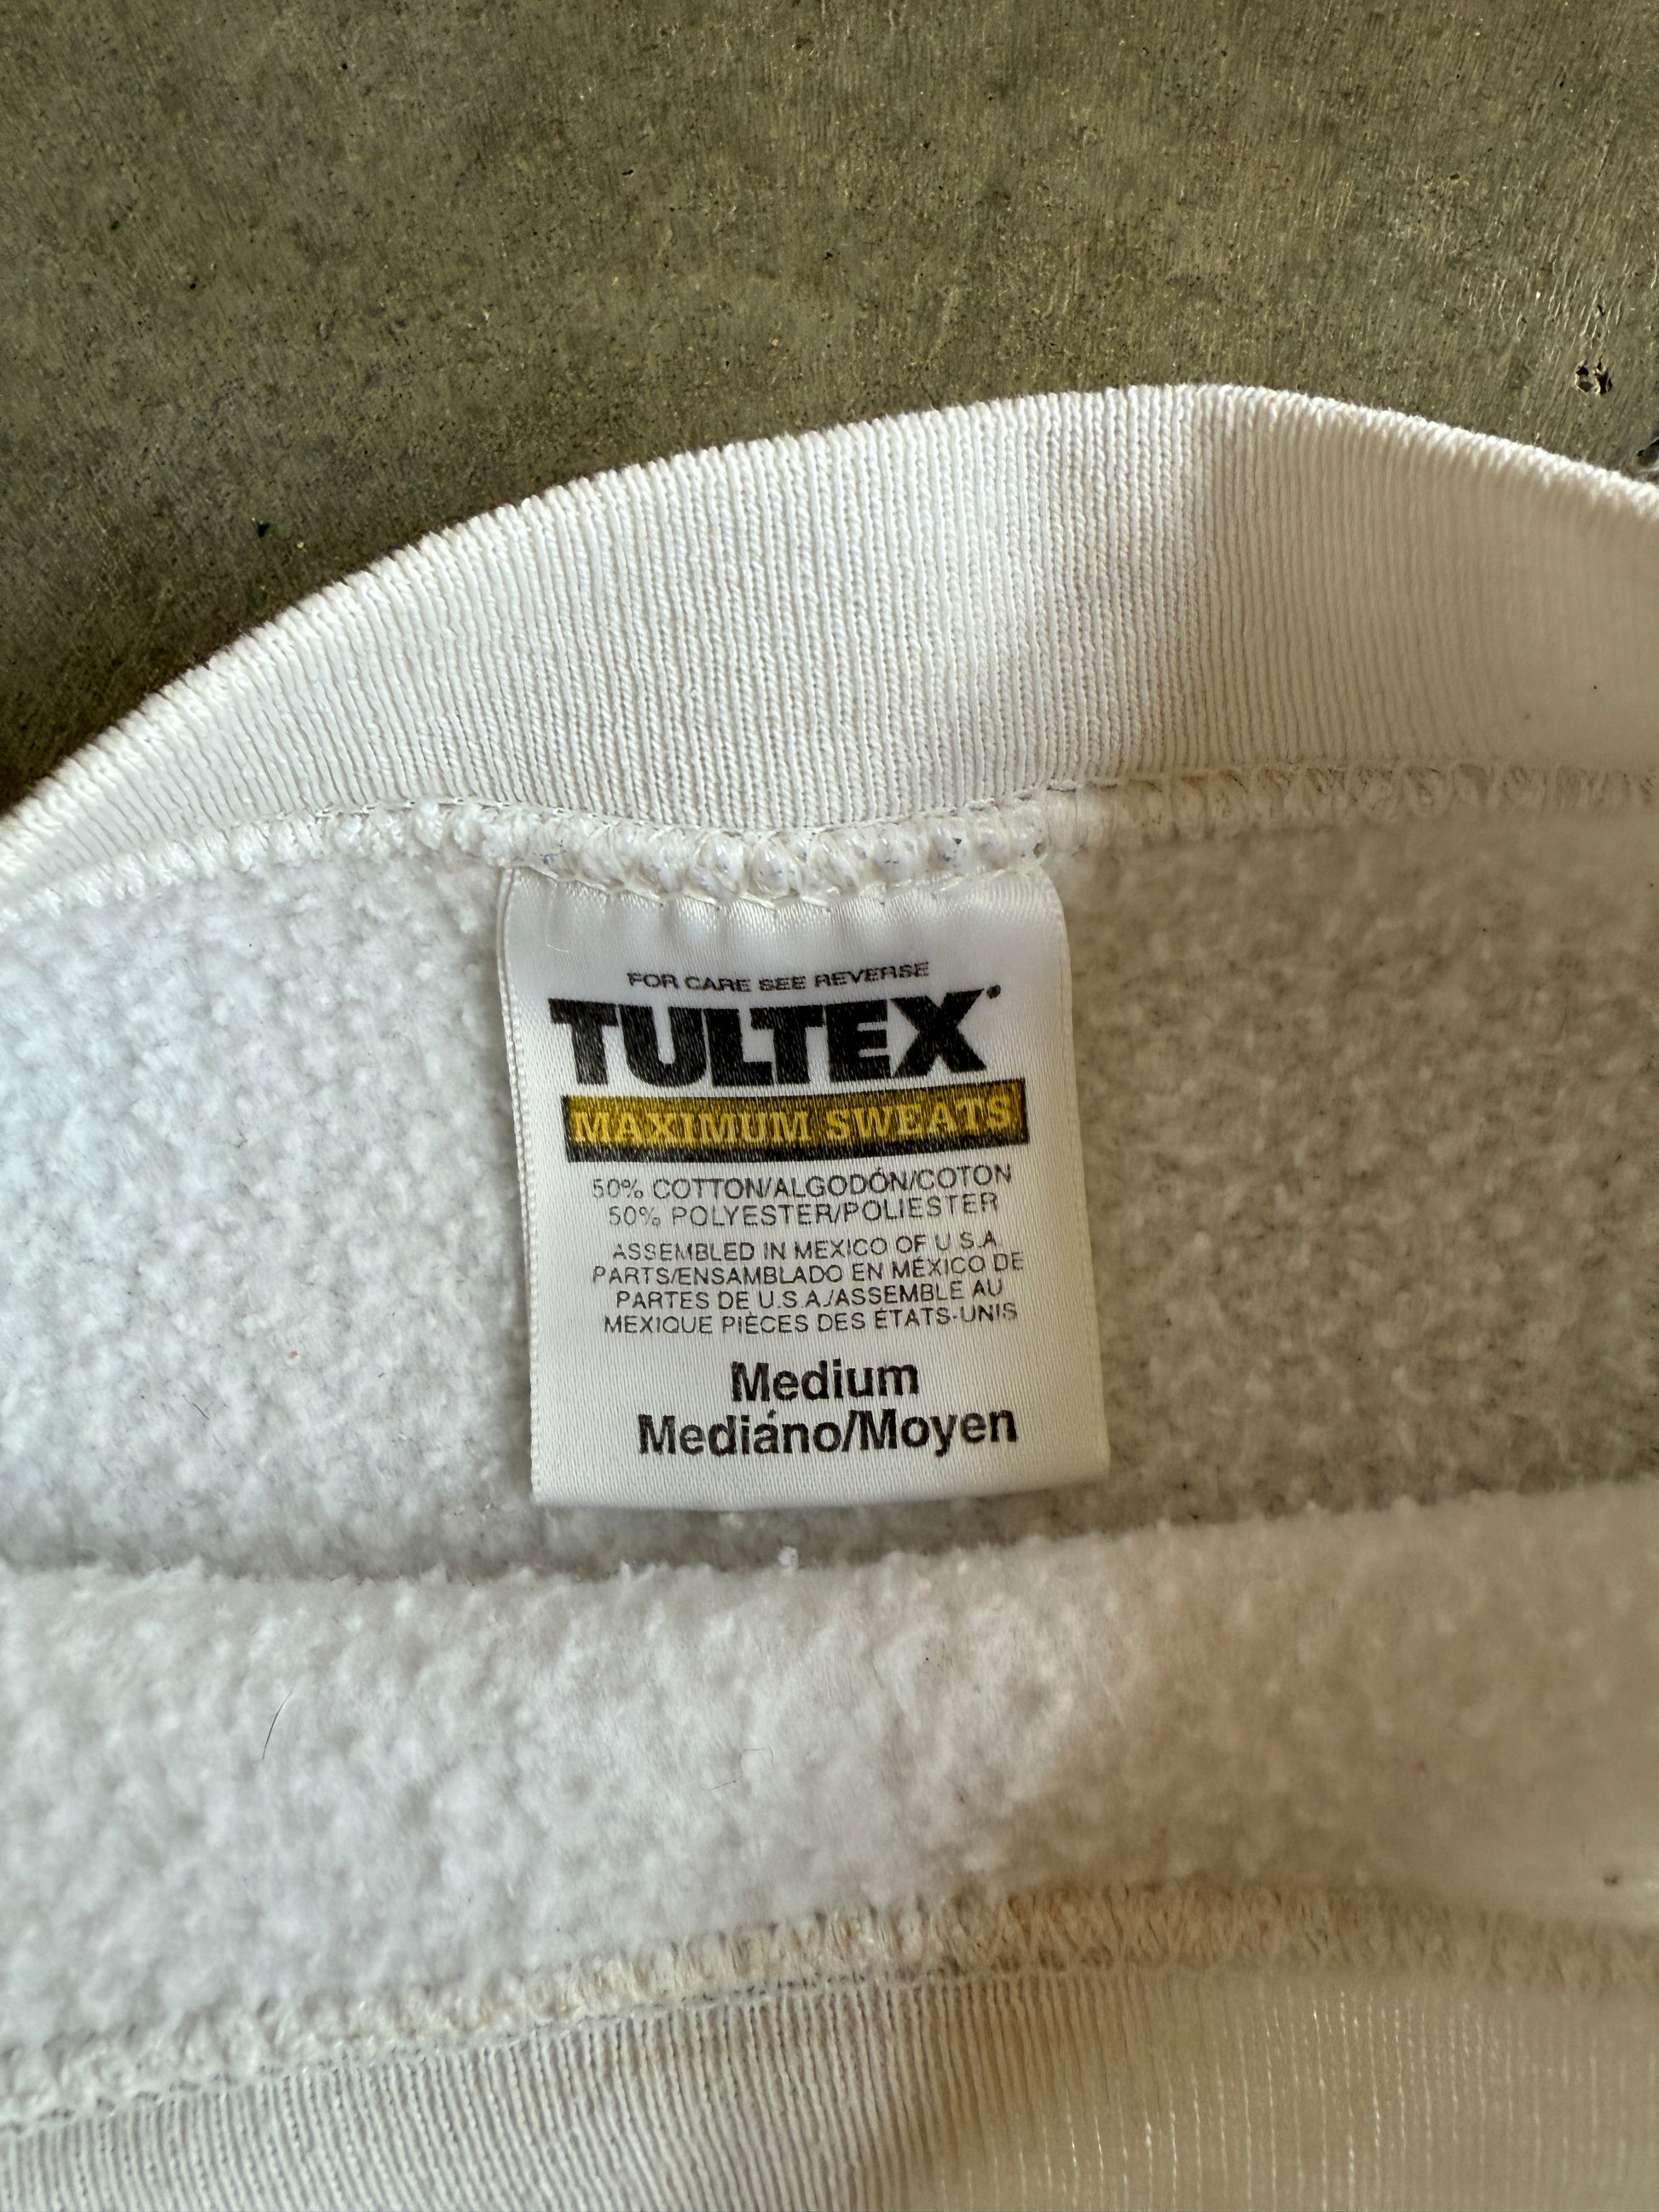 FOR CARE SEE REVERSE
TULTEX
MAXIMUM SWEATS
50% COTTON/ALGODÓN/COTON
50% POLYESTER/POLIESTER
ASSEMBLED IN MEXICO OF U.S.A.
PARTS/ENSAMBLADO EN MÉXICO DE
PARTES DE U.S.A./ASSEMBLÉ AU
MEXIQUE PIÈCES DES ÉTATS-UNIS
Medium
Mediáno/Moyen